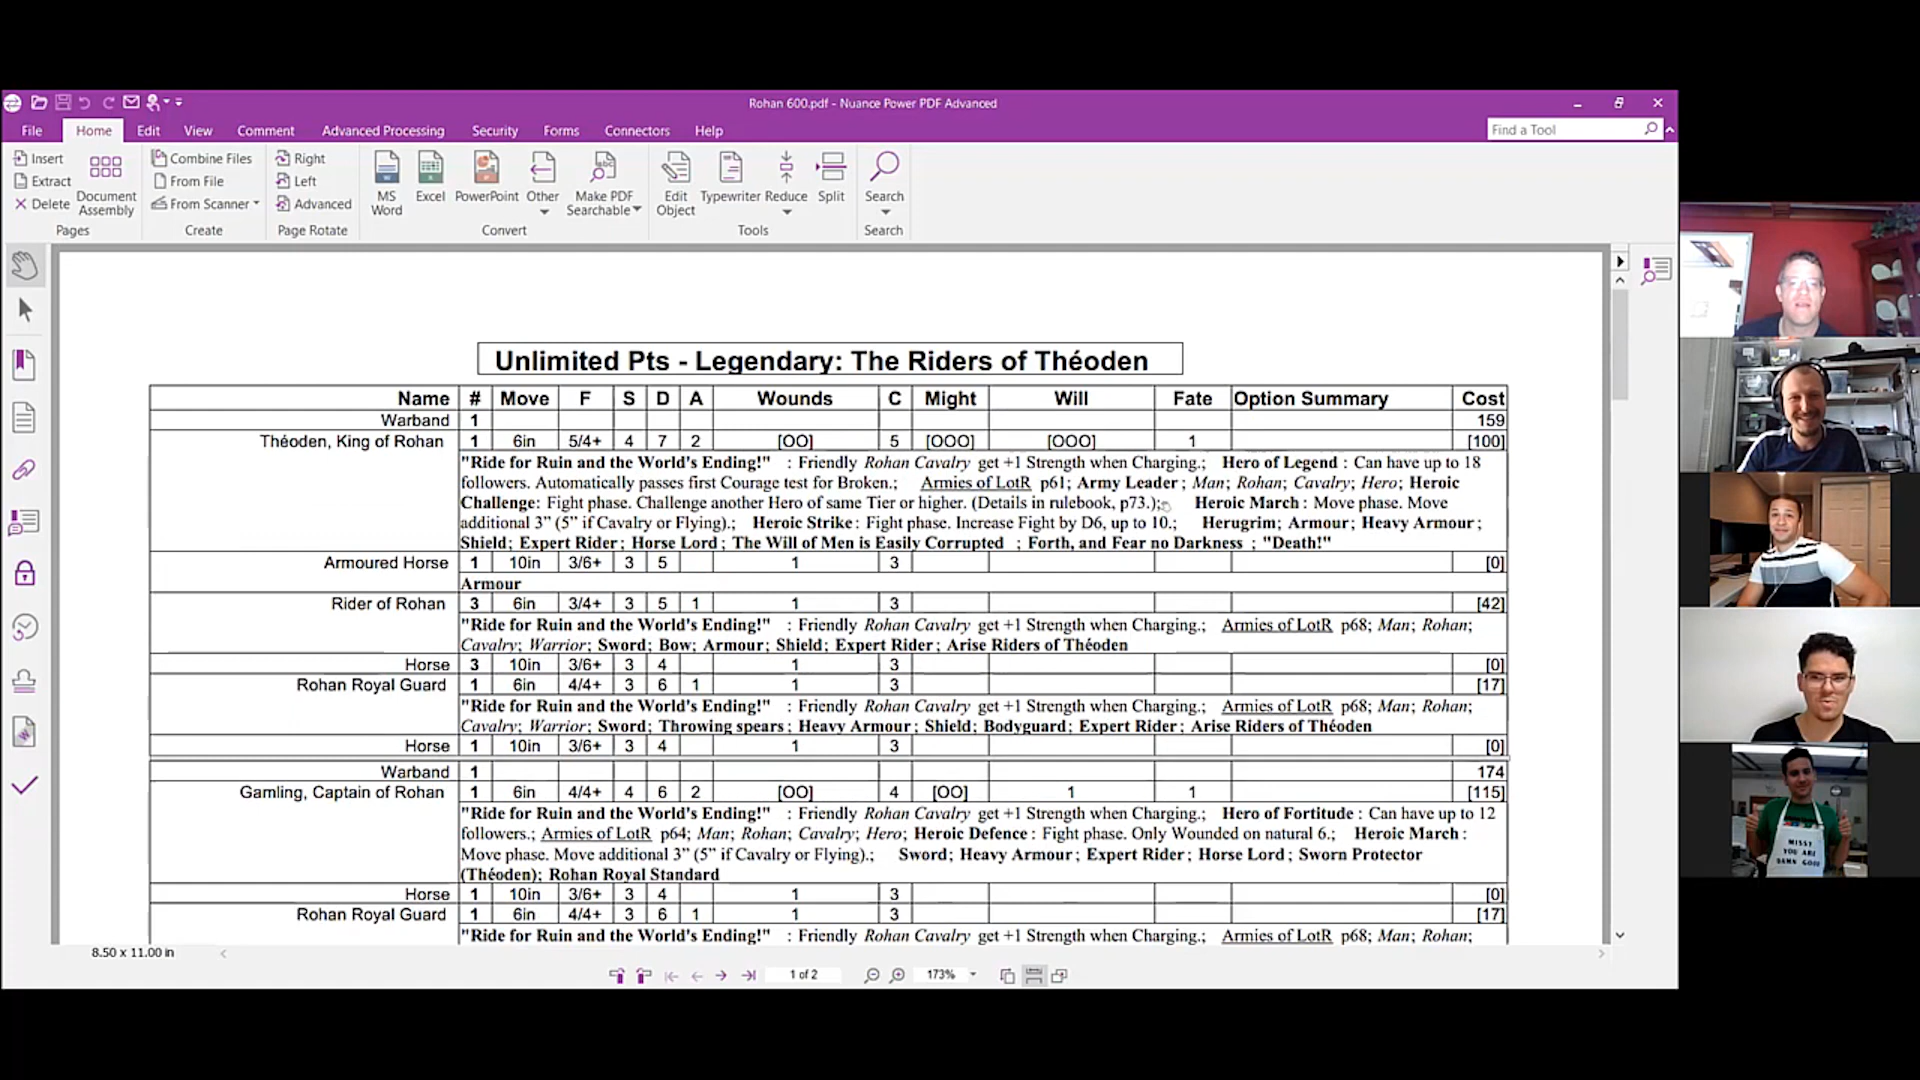 Rohan 600.pdf - Nuance Power PDF Advanced
File Home Edit View Comment Advanced Processing Security Forms Connectors Help Find a Tool
Insert
Extract
Delete
Document Assembly
Pages
Combine Files
From File
From Scanner
Create
Right
Left
Advanced
Page Rotate
MS Word
Excel
PowerPoint
Other
Make PDF Searchable
Convert
Edit Object
Typewriter
Reduce
Split
Tools
Search
Search
Unlimited Pts - Legendary: The Riders of Théoden
Name # Move F S D A Wounds C Might Will Fate Option Summary Cost
Warband 1 159
Théoden, King of Rohan 1 6in 5/4+ 4 7 2 [OO] 5 [OOO] [OOO] 1 [100]
"Ride for Ruin and the World's Ending!" : Friendly Rohan Cavalry get +1 Strength when Charging.; Hero of Legend : Can have up to 18
followers. Automatically passes first Courage test for Broken.; Armies of LotR p61; Army Leader ; Man; Rohan; Cavalry; Hero; Heroic
Challenge: Fight phase. Challenge another Hero of same Tier or higher. (Details in rulebook, p73.); Heroic March : Move phase. Move
additional 3” (5” if Cavalry or Flying).; Heroic Strike : Fight phase. Increase Fight by D6, up to 10.; Herugrim; Armour; Heavy Armour ;
Shield; Expert Rider ; Horse Lord ; The Will of Men is Easily Corrupted ; Forth, and Fear no Darkness ; "Death!"
Armoured Horse 1 10in 3/6+ 3 5 1 3 [0]
Armour
Rider of Rohan 3 6in 3/4+ 3 5 1 1 3 [42]
"Ride for Ruin and the World's Ending!" : Friendly Rohan Cavalry get +1 Strength when Charging.; Armies of LotR p68; Man; Rohan;
Cavalry; Warrior; Sword; Bow; Armour; Shield; Expert Rider ; Arise Riders of Théoden
Horse 3 10in 3/6+ 3 4 1 3 [0]
Rohan Royal Guard 1 6in 4/4+ 3 6 1 1 3 [17]
"Ride for Ruin and the World's Ending!" : Friendly Rohan Cavalry get +1 Strength when Charging.; Armies of LotR p68; Man; Rohan;
Cavalry; Warrior; Sword; Throwing spears ; Heavy Armour ; Shield; Bodyguard; Expert Rider ; Arise Riders of Théoden
Horse 1 10in 3/6+ 3 4 1 3 [0]
Warband 1 174
Gamling, Captain of Rohan 1 6in 4/4+ 4 6 2 [OO] 4 [OO] 1 1 [115]
"Ride for Ruin and the World's Ending!" : Friendly Rohan Cavalry get +1 Strength when Charging.; Hero of Fortitude : Can have up to 12
followers.; Armies of LotR p64; Man; Rohan; Cavalry; Hero; Heroic Defence : Fight phase. Only Wounded on natural 6.; Heroic March :
Move phase. Move additional 3” (5” if Cavalry or Flying).; Sword; Heavy Armour ; Expert Rider ; Horse Lord ; Sworn Protector
(Théoden); Rohan Royal Standard
Horse 1 10in 3/6+ 3 4 1 3 [0]
Rohan Royal Guard 1 6in 4/4+ 3 6 1 1 3 [17]
"Ride for Ruin and the World's Ending!" : Friendly Rohan Cavalry get +1 Strength when Charging.; Armies of LotR p68; Man; Rohan;
8.50 x 11.00 in
1 of 2
173%
MISSY
YOU ARE
DAMN GOOD